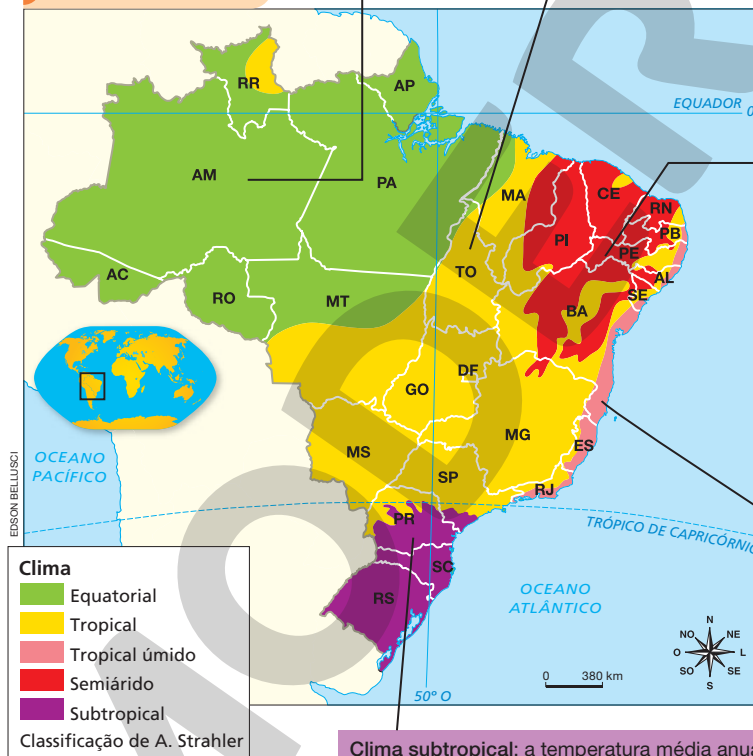 RR
AP
EQUADOR
0
AM
PA
MA
CE
RN
PB
PI
PE
AL
SE
TO
AC
RO
MT
BA
DF
GO
MG
ES
MS
SP
RJ
PR
SC
RS
OCEANO
PACÍFICO
EDSON BELLUSCI
TRÓPICO DE CAPRICÓRNIO
OCEANO
ATLÂNTICO
N
NO NE
O L
SO SE
S
0 380 km
50° O
Clima
Equatorial
Tropical
Tropical úmido
Semiárido
Subtropical
Classificação de A. Strahler
Clima subtropical: a temperatura média